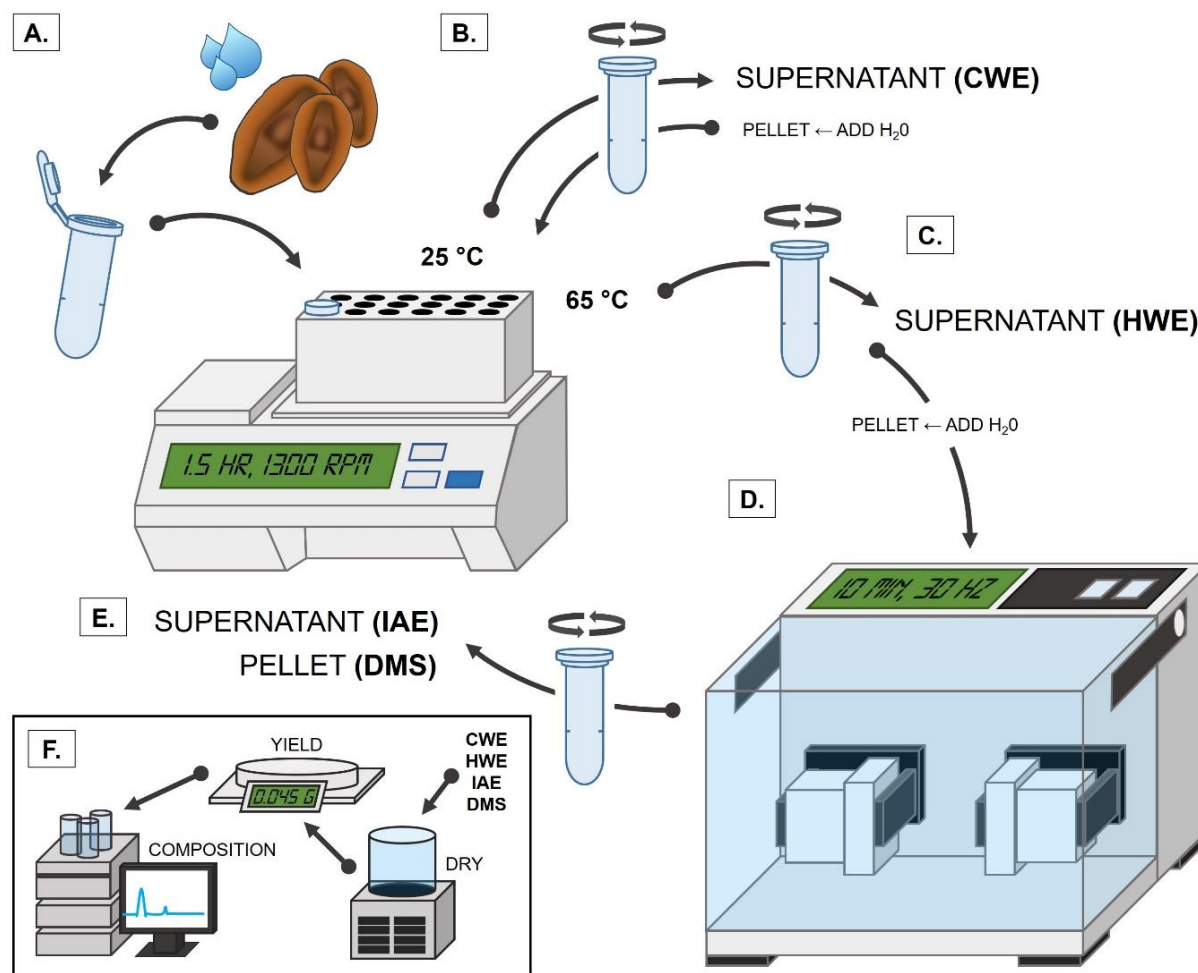 A.
B.
SUPERNATANT (CWE)
PELLET ← ADD H₂0
25 °C
65 °C
C.
SUPERNATANT (HWE)
PELLET ← ADD H₂0
1.5 HR, 1300 RPM
D.
10 MIN, 30 HZ
E.
SUPERNATANT (IAE)
PELLET (DMS)
F.
YIELD
0.045 G
CWE
HWE
IAE
DMS
COMPOSITION
DRY